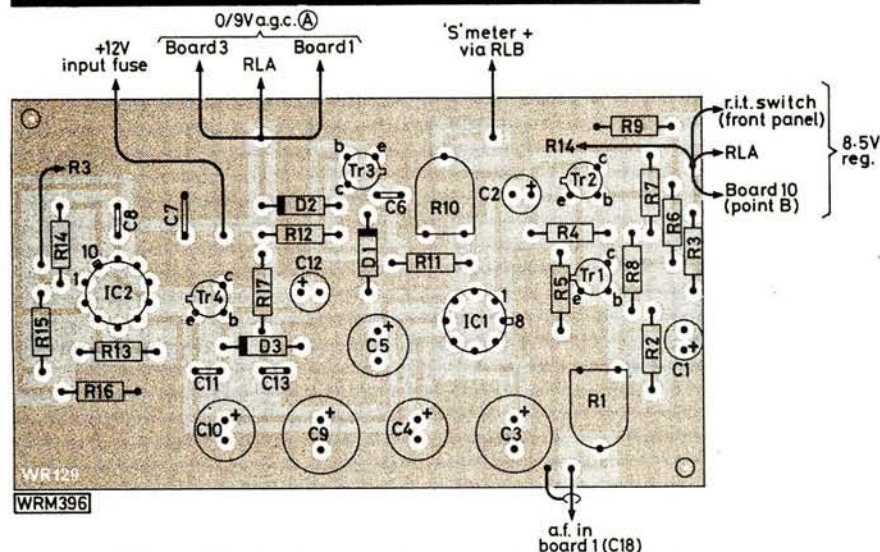 0/9V a.g.c. Ⓐ
+12V
input fuse
Board 3
RLA
Board 1
'S' meter +
via RLB
r.i.t. switch
(front panel)
RLA
Board 10
(point B)
8·5V
reg.
R3
R14
R9
b
e
c
Tr3
R14
C8
C7
D2
C6
R10
C2
+
Tr2
c
e
b
R7
R6
R3
R12
D1
R4
10
1
IC2
Tr4
c
e
b
R17
C12
+
R11
R5
Tr1
c
e
b
R8
R15
R13
D3
C5
+
IC1
1
8
R2
C1
+
R16
C11
C13
R1
C10
+
C9
+
C4
+
C3
+
WR129
WRM396
a.f. in
board 1 (C18)